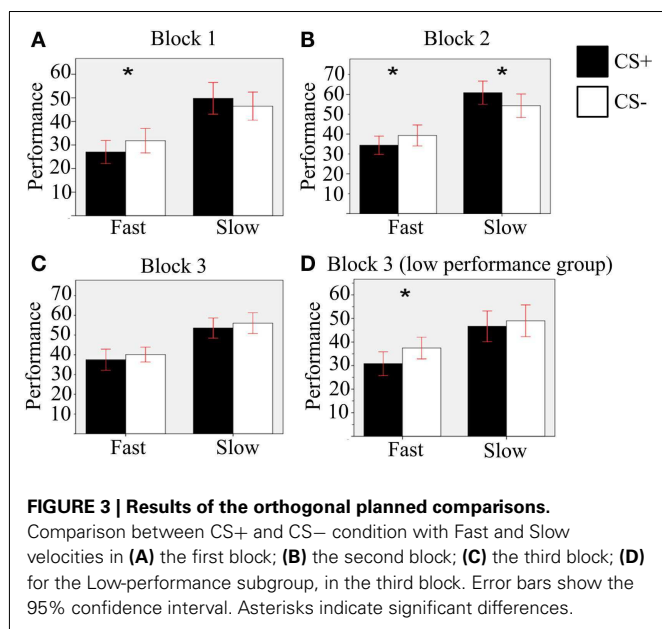 A Block 1
*
Performance
60
50
40
30
20
10
Fast Slow
B Block 2
* *
Performance
70
60
50
40
30
20
10
Fast Slow
CS+
CS-
C Block 3
Performance
70
60
50
40
30
20
10
Fast Slow
D Block 3 (low performance group)
*
Performance
60
50
40
30
20
10
Fast Slow
FIGURE 3 | Results of the orthogonal planned comparisons.
Comparison between CS+ and CS− condition with Fast and Slow
velocities in (A) the first block; (B) the second block; (C) the third block; (D)
for the Low-performance subgroup, in the third block. Error bars show the
95% confidence interval. Asterisks indicate significant differences.